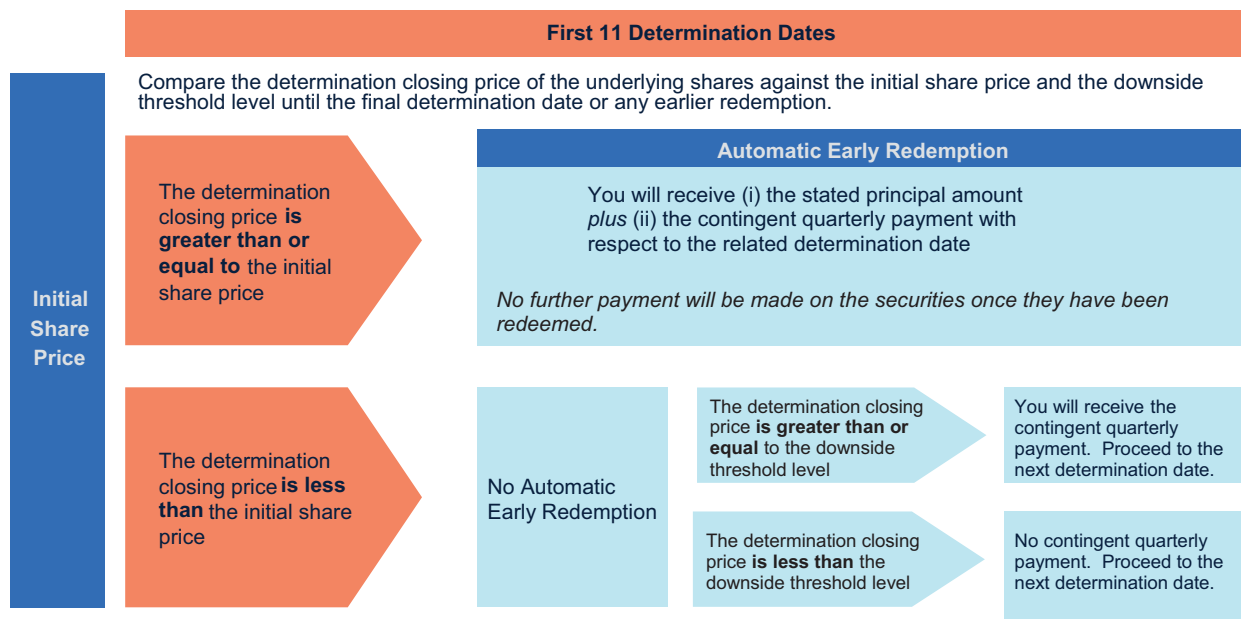 First 11 Determination Dates
Compare the determination closing price of the underlying shares against the initial share price and the downside
threshold level until the final determination date or any earlier redemption.
Initial
Share
Price
The determination
closing price is
greater than or
equal to the initial
share price
Automatic Early Redemption
You will receive (i) the stated principal amount
plus (ii) the contingent quarterly payment with
respect to the related determination date
No further payment will be made on the securities once they have been
redeemed.
The determination
closing price is less
than the initial share
price
No Automatic
Early Redemption
The determination closing
price is greater than or
equal to the downside
threshold level
You will receive the
contingent quarterly
payment. Proceed to the
next determination date.
The determination closing
price is less than the
downside threshold level
No contingent quarterly
payment. Proceed to the
next determination date.